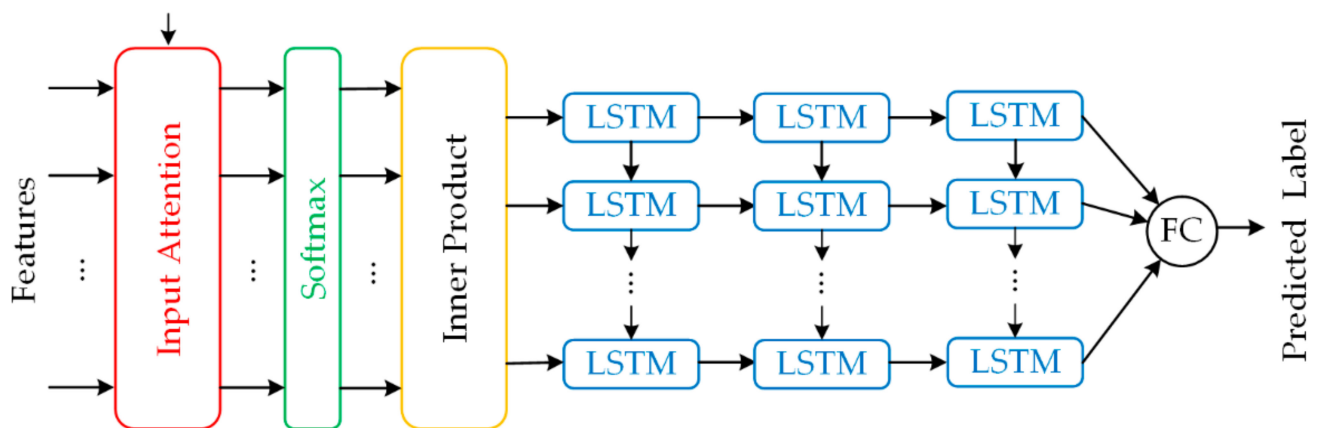 Features
...
Input Attention
...
Softmax
...
Inner Product
LSTM LSTM LSTM
LSTM LSTM LSTM
... ... ...
LSTM LSTM LSTM
FC
Predicted Label